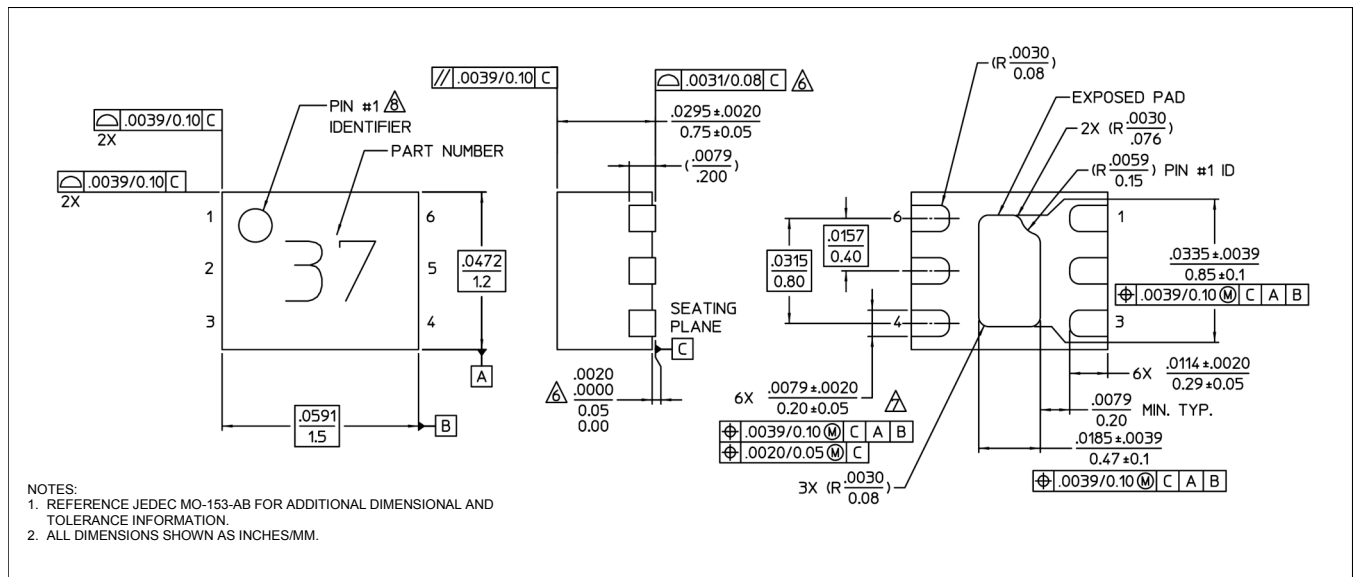 // .0039/0.10 C
⌓ .0031/0.08 C 6
.0295±.0020
0.75±0.05
(.0079
.200)
⌓ .0039/0.10 C
2X
PIN #1 8
IDENTIFIER
PART NUMBER
⌓ .0039/0.10 C
2X
1
2
3
37
6
5
4
.0472
1.2
A
.0591
1.5
B
SEATING
PLANE
C
6
.0020
.0000
0.05
0.00
(R .0030
0.08)
EXPOSED PAD
2X (R .0030
.076)
(R .0059
0.15) PIN #1 ID
6
4
1
3
.0315
0.80
.0157
0.40
.0335±.0039
0.85±0.1
⌖ .0039/0.10 Ⓜ C A B
6X .0114±.0020
0.29±0.05
.0079
0.20 MIN. TYP.
.0185±.0039
0.47±0.1
⌖ .0039/0.10 Ⓜ C A B
6X .0079±.0020
0.20±0.05 7
⌖ .0039/0.10 Ⓜ C A B
⌖ .0020/0.05 Ⓜ C
3X (R .0030
0.08)
NOTES:
1. REFERENCE JEDEC MO-153-AB FOR ADDITIONAL DIMENSIONAL AND
TOLERANCE INFORMATION.
2. ALL DIMENSIONS SHOWN AS INCHES/MM.